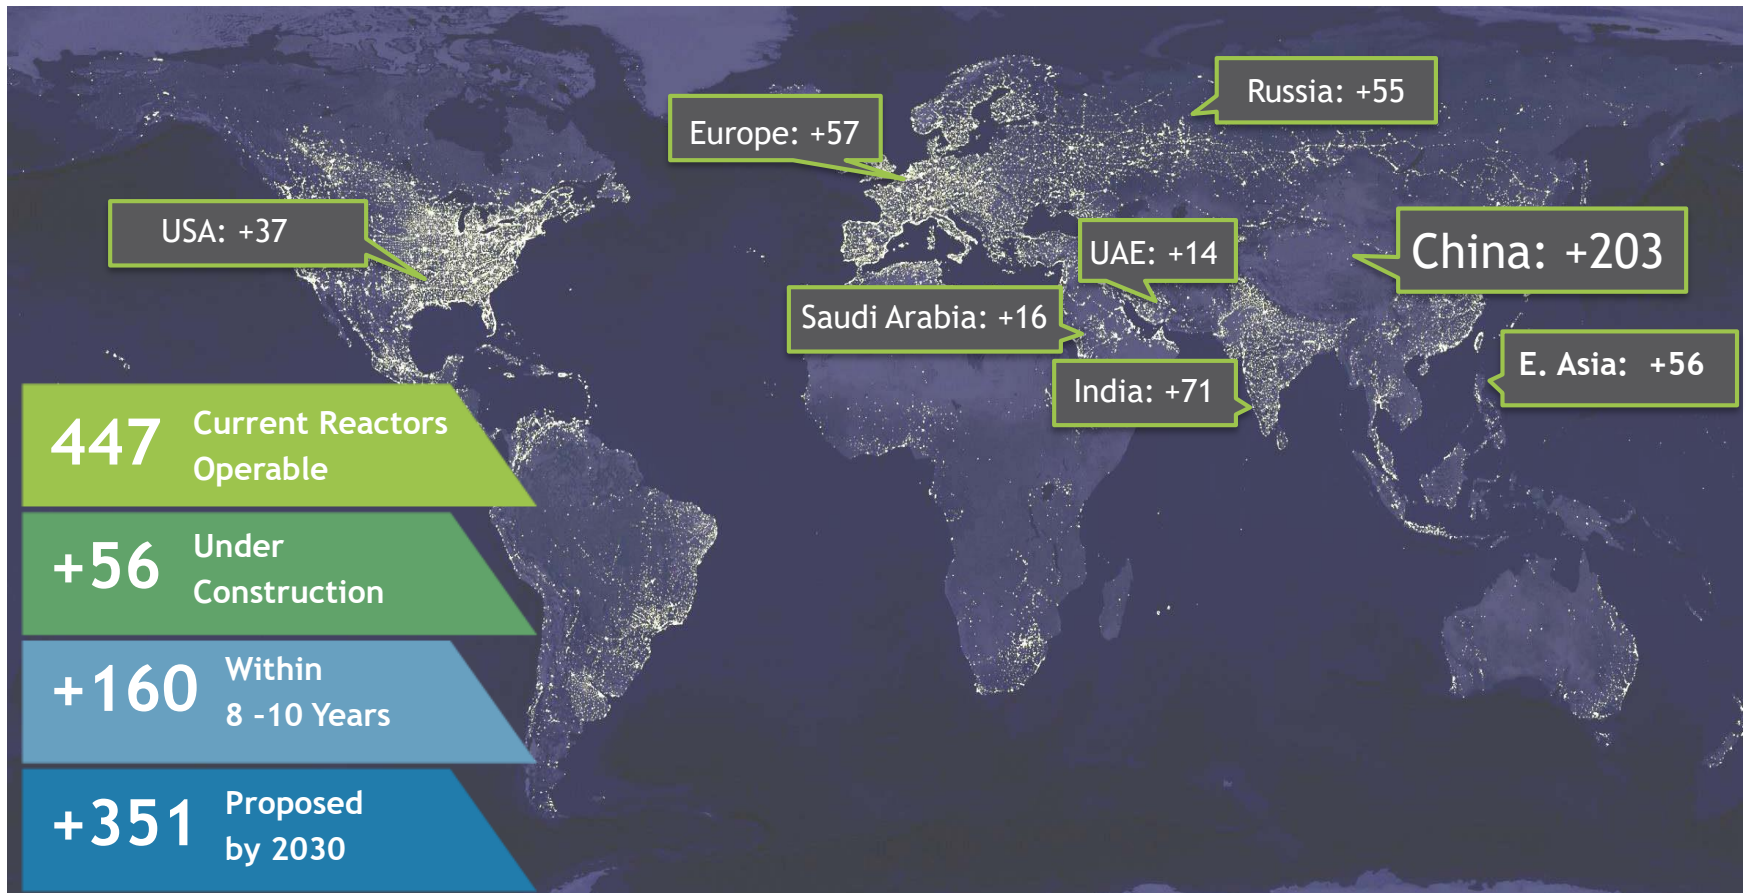 Russia: +55
Europe: +57
USA: +37
UAE: +14
China: +203
Saudi Arabia: +16
E. Asia: +56
India: +71
447 Current Reactors
Operable
+56 Under
Construction
+160 Within
8 -10 Years
+351 Proposed
by 2030